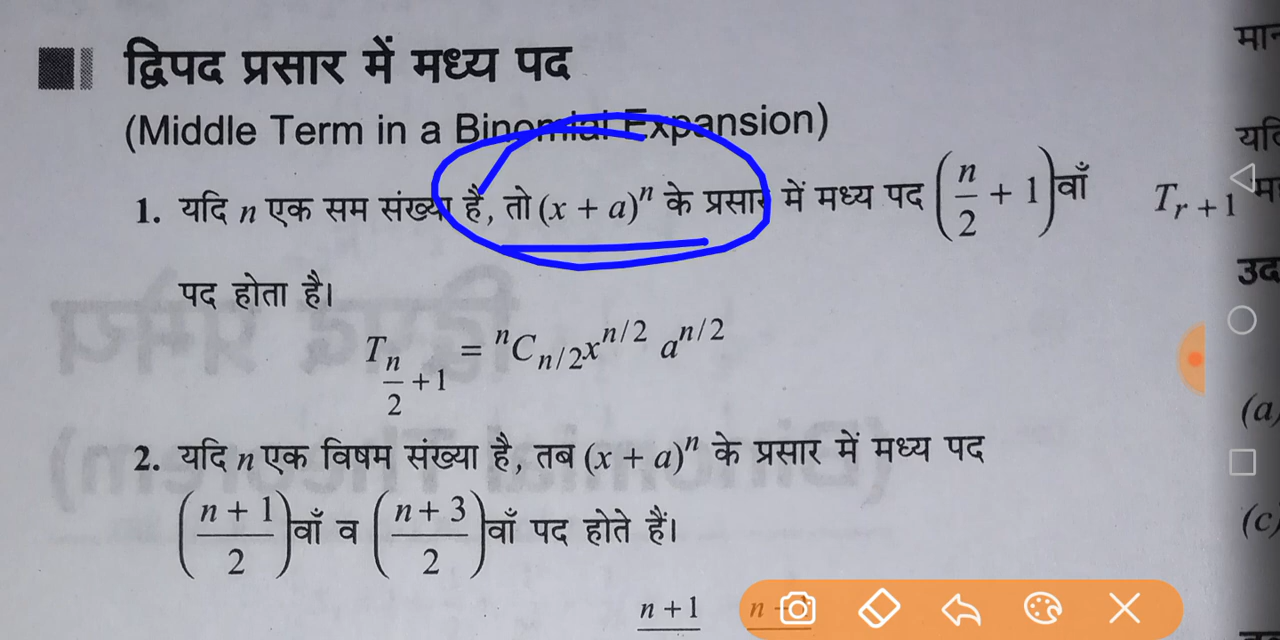 द्विपद प्रसार में मध्य पद
(Middle Term in a Binomial Expansion)
1. यदि n एक सम संख्या है, तो (x + a)^n के प्रसार में मध्य पद (n/2 + 1)वाँ
पद होता है।
T_{n/2 + 1} = ^nC_{n/2} x^{n/2} a^{n/2}
2. यदि n एक विषम संख्या है, तब (x + a)^n के प्रसार में मध्य पद
((n + 1)/2)वाँ व ((n + 3)/2)वाँ पद होते हैं।
n + 1
T_{r + 1}
(a)
(c)